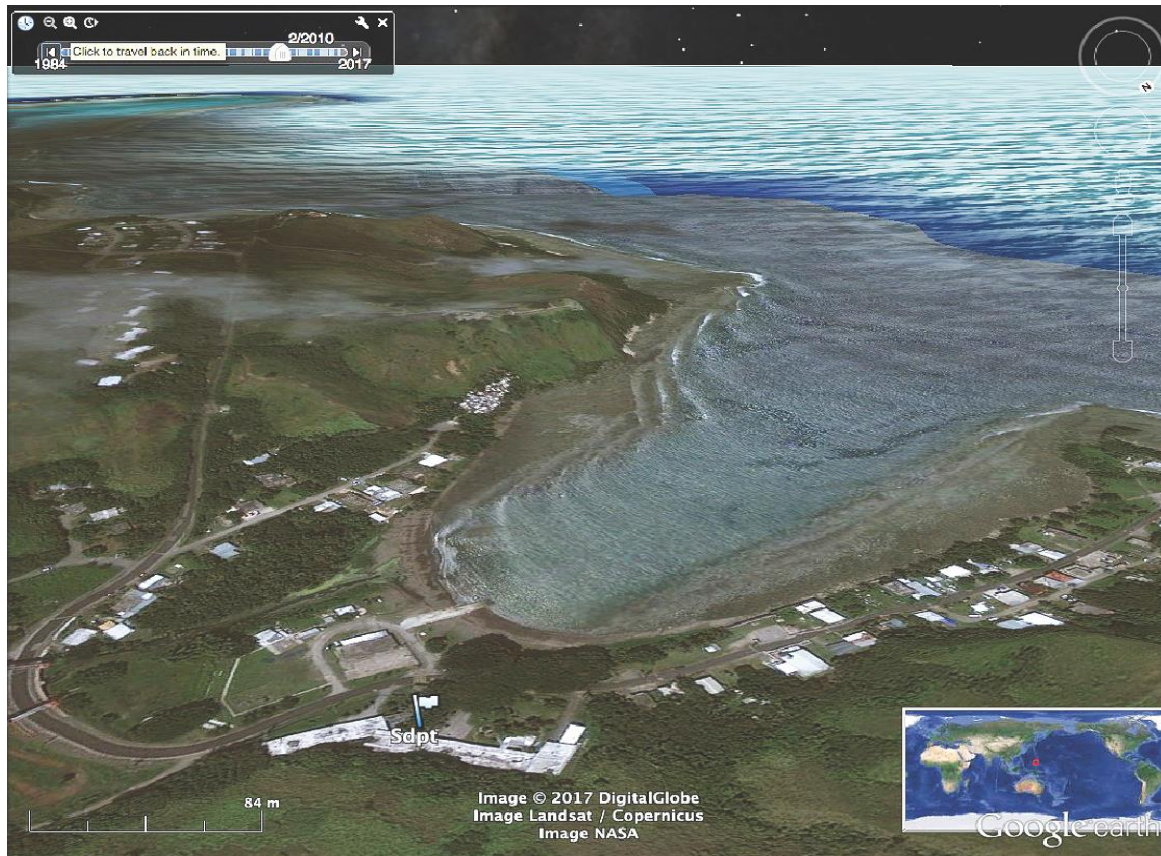 2/2010
Click to travel back in time.
1984
2017
N
Sdpt
84 m
Image © 2017 DigitalGlobe
Image Landsat / Copernicus
Image NASA
Google earth